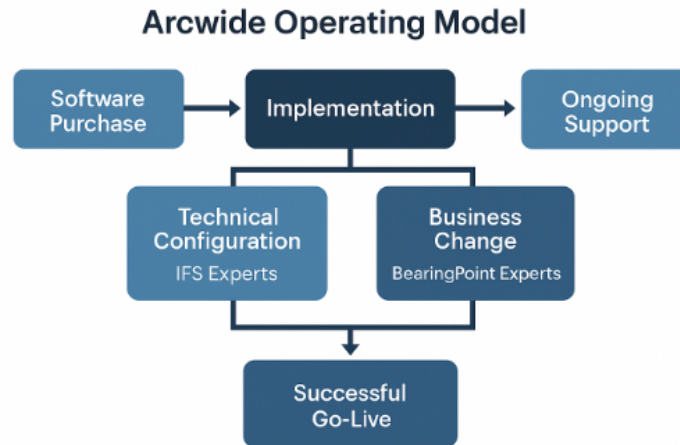 Arcwide Operating Model
Software
Purchase
Implementation
Ongoing
Support
Technical
Configuration
IFS Experts
Business
Change
BearingPoint Experts
Successful
Go-Live